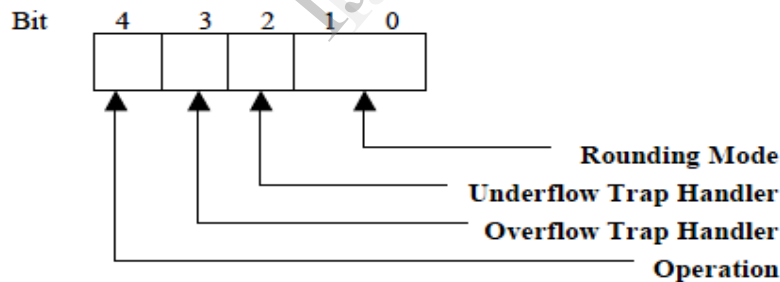 Bit 4 3 2 1 0
Rounding Mode
Underflow Trap Handler
Overflow Trap Handler
Operation